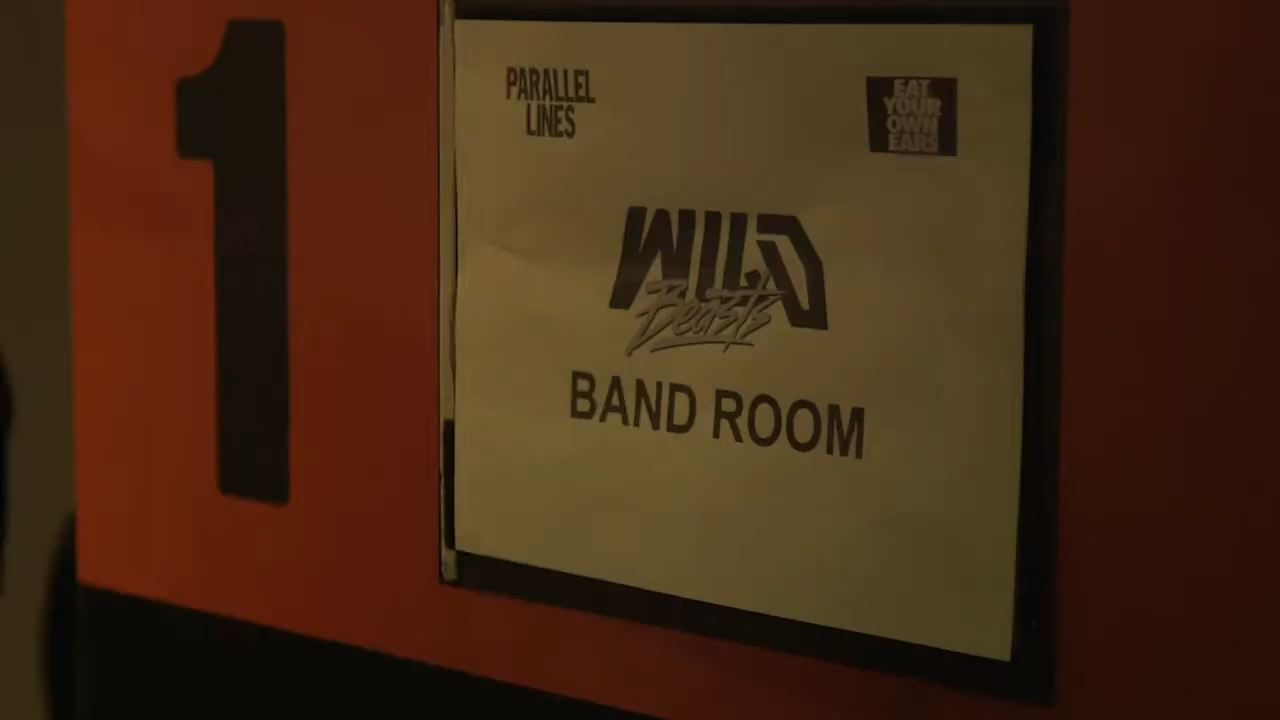 1
PARALLEL
LINES
EAT
YOUR
OWN
EARS
WILD
Beasts
BAND ROOM